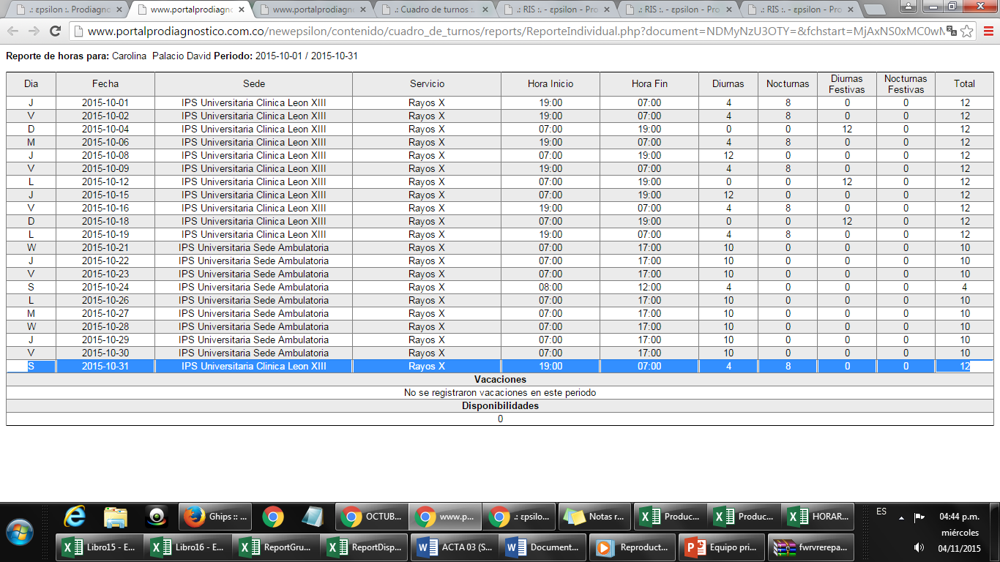 .: εpsilon :. Prodiagno
www.portalprodiagno
www.portalprodiagn
.: Cuadro de turnos :.
.: RIS :. - εpsilon - Pro
.: RIS :. - εpsilon - Pro
.: RIS :. - εpsilon - Pro
www.portalprodiagnostico.com.co/newepsilon/contenido/cuadro_de_turnos/reports/ReporteIndividual.php?document=NDMyNzU3OTY=&fchstart=MjAxNS0xMC0wM
Reporte de horas para: Carolina Palacio David Periodo: 2015-10-01 / 2015-10-31
Dia Fecha Sede Servicio Hora Inicio Hora Fin Diurnas Nocturnas Diurnas Festivas Nocturnas Festivas Total
J 2015-10-01 IPS Universitaria Clinica Leon XIII Rayos X 19:00 07:00 4 8 0 0 12
V 2015-10-02 IPS Universitaria Clinica Leon XIII Rayos X 19:00 07:00 4 8 0 0 12
D 2015-10-04 IPS Universitaria Clinica Leon XIII Rayos X 07:00 19:00 0 0 12 0 12
M 2015-10-06 IPS Universitaria Clinica Leon XIII Rayos X 19:00 07:00 4 8 0 0 12
J 2015-10-08 IPS Universitaria Clinica Leon XIII Rayos X 07:00 19:00 12 0 0 0 12
V 2015-10-09 IPS Universitaria Clinica Leon XIII Rayos X 19:00 07:00 4 8 0 0 12
L 2015-10-12 IPS Universitaria Clinica Leon XIII Rayos X 07:00 19:00 0 0 12 0 12
J 2015-10-15 IPS Universitaria Clinica Leon XIII Rayos X 07:00 19:00 12 0 0 0 12
V 2015-10-16 IPS Universitaria Clinica Leon XIII Rayos X 19:00 07:00 4 8 0 0 12
D 2015-10-18 IPS Universitaria Clinica Leon XIII Rayos X 07:00 19:00 0 0 12 0 12
L 2015-10-19 IPS Universitaria Clinica Leon XIII Rayos X 19:00 07:00 4 8 0 0 12
W 2015-10-21 IPS Universitaria Sede Ambulatoria Rayos X 07:00 17:00 10 0 0 0 10
J 2015-10-22 IPS Universitaria Sede Ambulatoria Rayos X 07:00 17:00 10 0 0 0 10
V 2015-10-23 IPS Universitaria Sede Ambulatoria Rayos X 07:00 17:00 10 0 0 0 10
S 2015-10-24 IPS Universitaria Sede Ambulatoria Rayos X 08:00 12:00 4 0 0 0 4
L 2015-10-26 IPS Universitaria Sede Ambulatoria Rayos X 07:00 17:00 10 0 0 0 10
M 2015-10-27 IPS Universitaria Sede Ambulatoria Rayos X 07:00 17:00 10 0 0 0 10
W 2015-10-28 IPS Universitaria Sede Ambulatoria Rayos X 07:00 17:00 10 0 0 0 10
J 2015-10-29 IPS Universitaria Sede Ambulatoria Rayos X 07:00 17:00 10 0 0 0 10
V 2015-10-30 IPS Universitaria Sede Ambulatoria Rayos X 07:00 17:00 10 0 0 0 10
S 2015-10-31 IPS Universitaria Clinica Leon XIII Rayos X 19:00 07:00 4 8 0 0 12
Vacaciones
No se registraron vacaciones en este periodo
Disponibilidades
0
Ghips :: ...
OCTUB...
www.p...
.: εpsilo...
Notas r...
Produc...
Produc...
HORAR...
ES
04:44 p.m.
miércoles
04/11/2015
Libro15 - E...
Libro16 - E...
ReportGru...
ReportDisp...
ACTA 03 (S...
Document...
Reproduct...
Equipo pri...
fwrvrerepa...